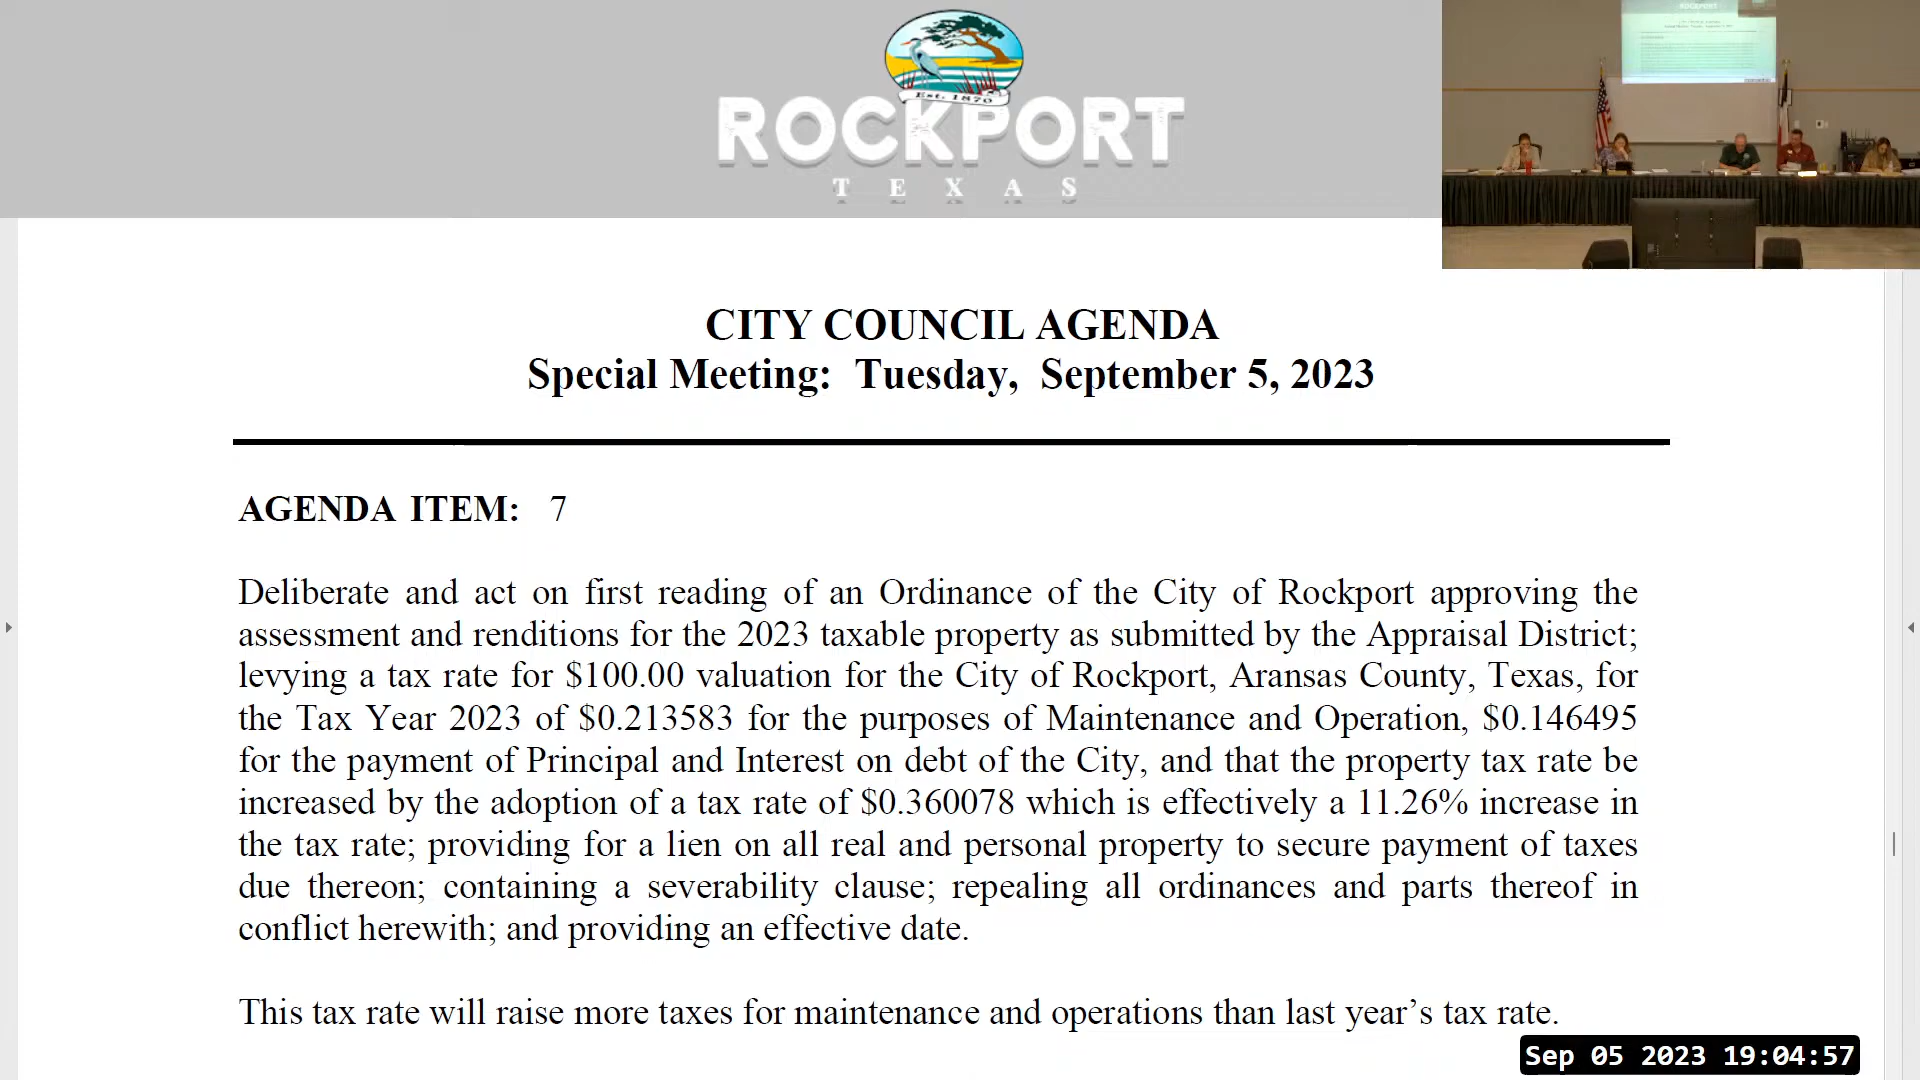 Est. 1870
ROCKPORT
TEXAS
ROCKPORT
CITY COUNCIL AGENDA
Special Meeting: Tuesday, September 5, 2023
AGENDA ITEM: 7
Deliberate and act on first reading of an Ordinance of the City of Rockport approving the
assessment and renditions for the 2023 taxable property as submitted by the Appraisal District;
levying a tax rate for $100.00 valuation for the City of Rockport, Aransas County, Texas, for
the Tax Year 2023 of $0.213583 for the purposes of Maintenance and Operation, $0.146495
for the payment of Principal and Interest on debt of the City, and that the property tax rate be
increased by the adoption of a tax rate of $0.360078 which is effectively a 11.26% increase in
the tax rate; providing for a lien on all real and personal property to secure payment of taxes
due thereon; containing a severability clause; repealing all ordinances and parts thereof in
conflict herewith; and providing an effective date.
This tax rate will raise more taxes for maintenance and operations than last year’s tax rate.
Sep 05 2023 19:04:57